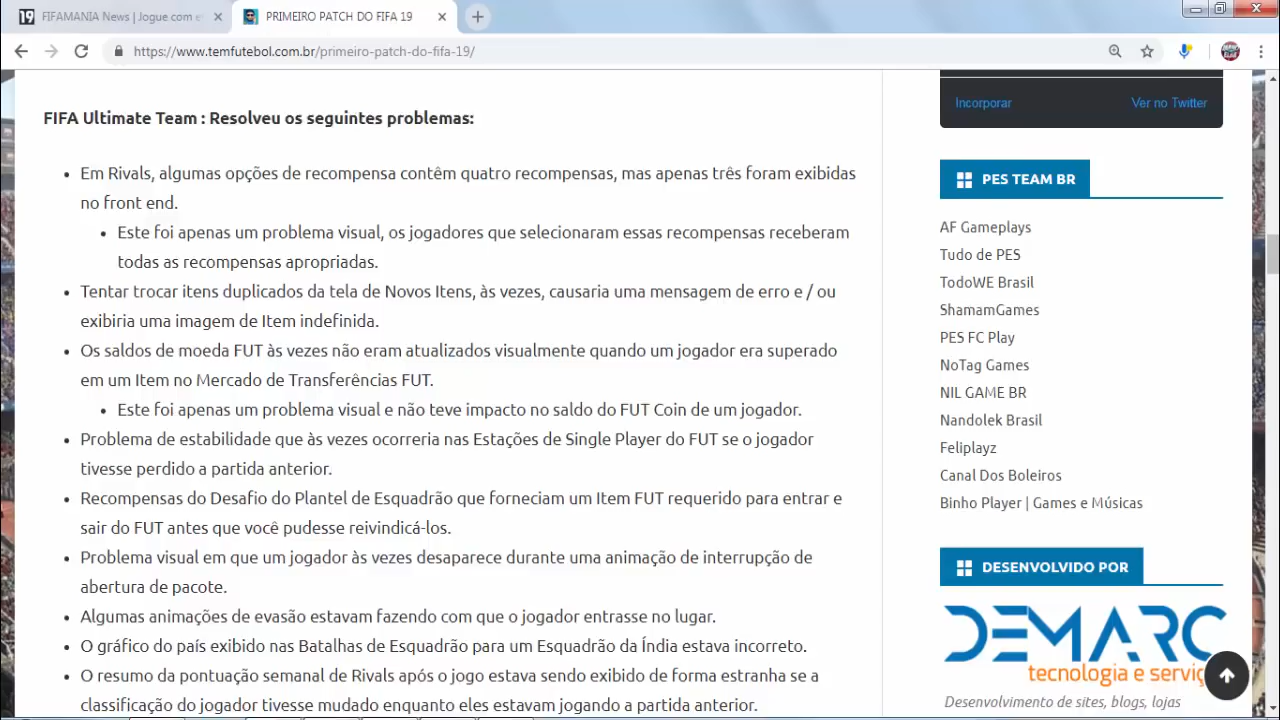 19 FIFAMANIA News | Jogue com e
PRIMEIRO PATCH DO FIFA 19
https://www.temfutebol.com.br/primeiro-patch-do-fifa-19/
FIFA Ultimate Team : Resolveu os seguintes problemas:
Em Rivals, algumas opções de recompensa contêm quatro recompensas, mas apenas três foram exibidas
no front end.
Este foi apenas um problema visual, os jogadores que selecionaram essas recompensas receberam
todas as recompensas apropriadas.
Tentar trocar itens duplicados da tela de Novos Itens, às vezes, causaria uma mensagem de erro e / ou
exibiria uma imagem de Item indefinida.
Os saldos de moeda FUT às vezes não eram atualizados visualmente quando um jogador era superado
em um Item no Mercado de Transferências FUT.
Este foi apenas um problema visual e não teve impacto no saldo do FUT Coin de um jogador.
Problema de estabilidade que às vezes ocorreria nas Estações de Single Player do FUT se o jogador
tivesse perdido a partida anterior.
Recompensas do Desafio do Plantel de Esquadrão que forneciam um Item FUT requerido para entrar e
sair do FUT antes que você pudesse reivindicá-los.
Problema visual em que um jogador às vezes desaparece durante uma animação de interrupção de
abertura de pacote.
Algumas animações de evasão estavam fazendo com que o jogador entrasse no lugar.
O gráfico do país exibido nas Batalhas de Esquadrão para um Esquadrão da Índia estava incorreto.
O resumo da pontuação semanal de Rivals após o jogo estava sendo exibido de forma estranha se a
classificação do jogador tivesse mudado enquanto eles estavam jogando a partida anterior.
Incorporar
Ver no Twitter
PES TEAM BR
AF Gameplays
Tudo de PES
TodoWE Brasil
ShamamGames
PES FC Play
NoTag Games
NIL GAME BR
Nandolek Brasil
Feliplayz
Canal Dos Boleiros
Binho Player | Games e Músicas
DESENVOLVIDO POR
DEMARC
tecnologia e serviç
Desenvolvimento de sites, blogs, lojas